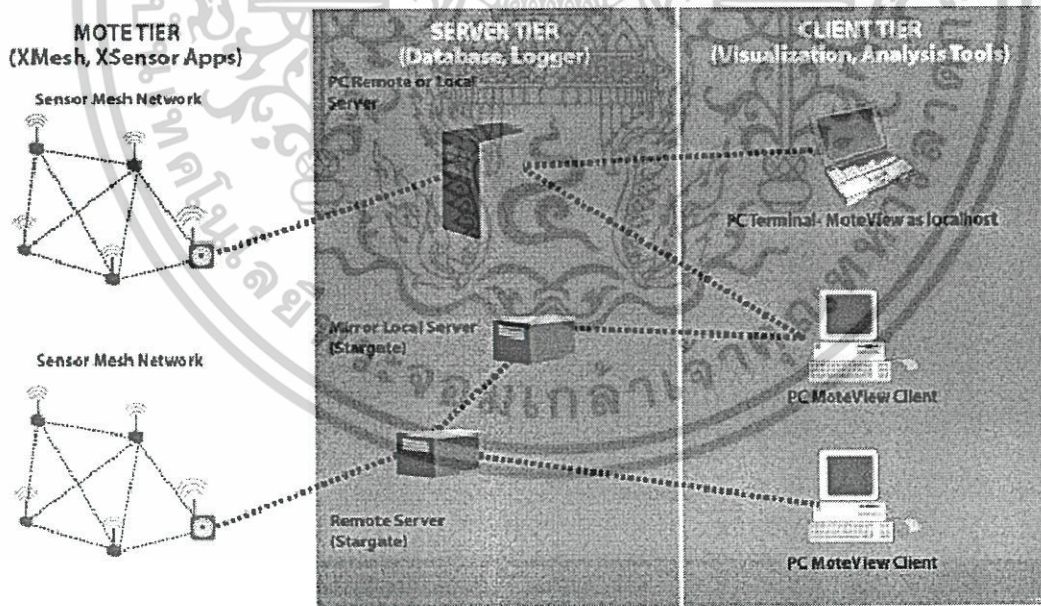 MOTE TIER
(XMesh, XSensor Apps)
Sensor Mesh Network
Sensor Mesh Network
SERVER TIER
(Database, Logger)
PC Remote or Local
Server
Mirror Local Server
(Stargate)
Remote Server
(Stargate)
CLIENT TIER
(Visualization, Analysis Tools)
PC Terminal- MoteView as localhost
PC MoteView Client
PC MoteView Client